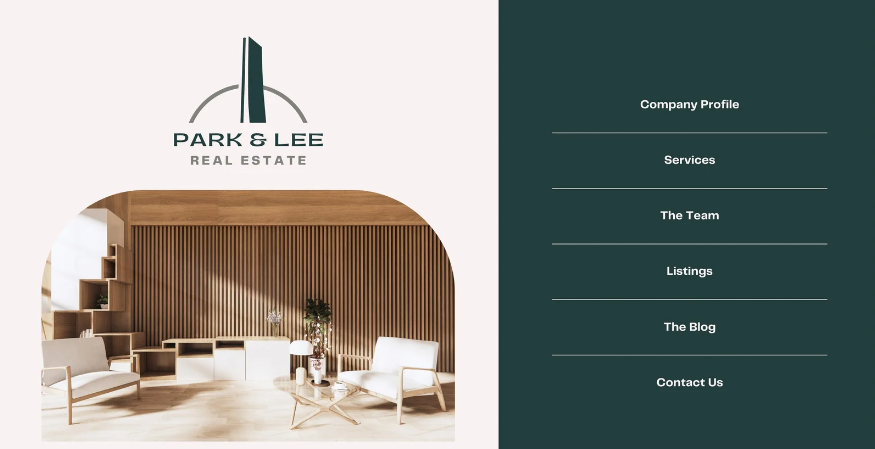 PARK & LEE
REAL ESTATE
Company Profile
Services
The Team
Listings
The Blog
Contact Us